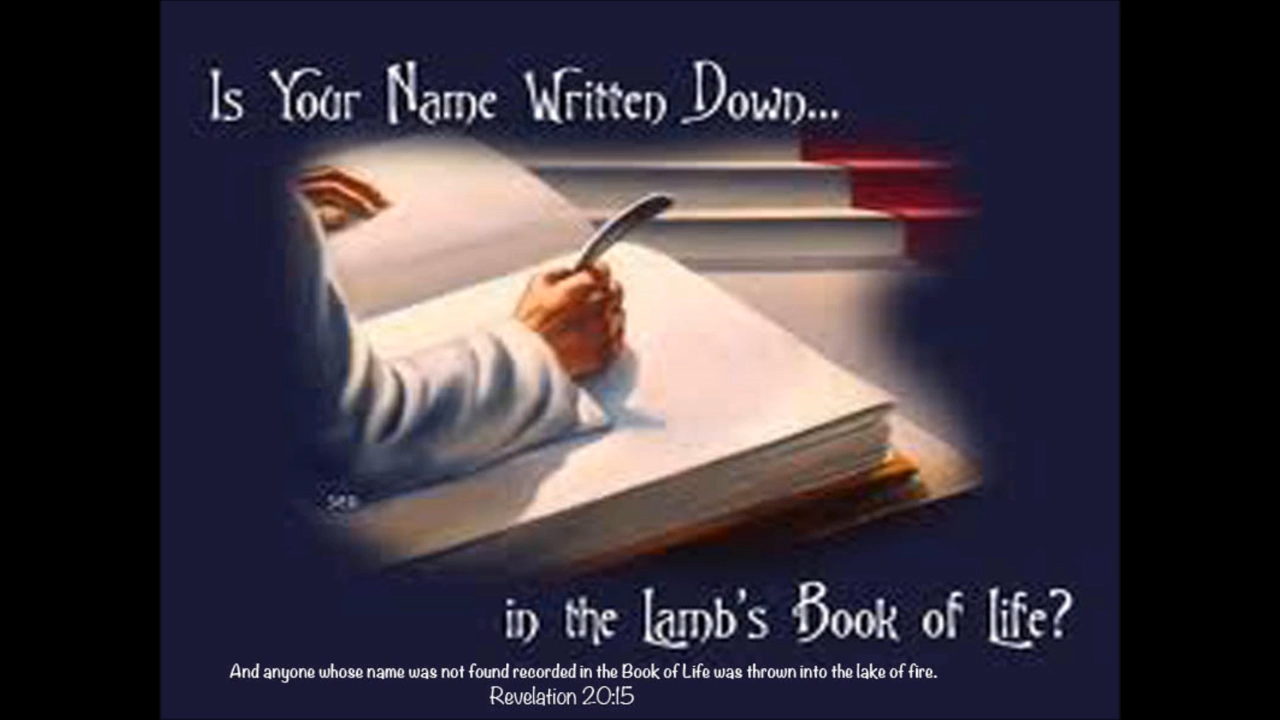 Is Your Name Written Down...
in the Lamb's Book of Life?
And anyone whose name was not found recorded in the Book of Life was thrown into the lake of fire.
Revelation 20:15